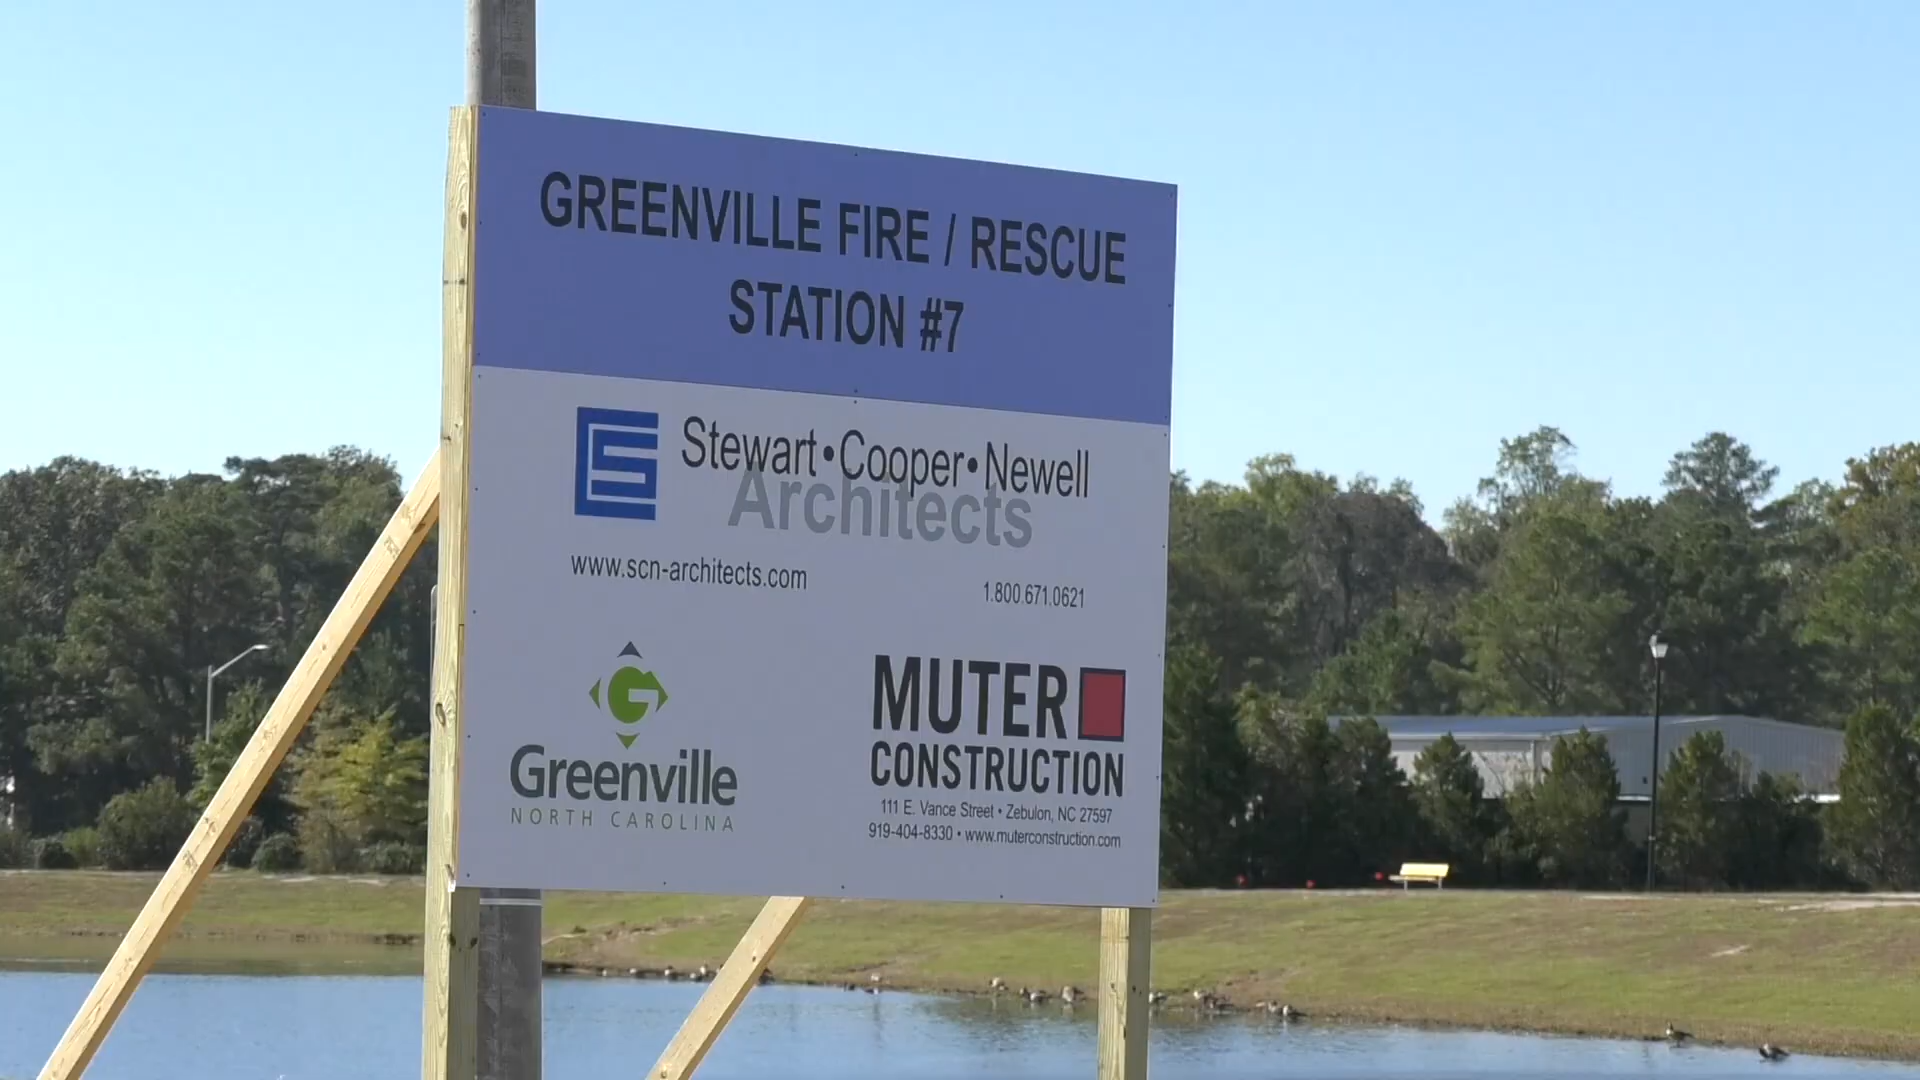 GREENVILLE FIRE / RESCUE
STATION #7
Stewart•Cooper•Newell
Architects
www.scn-architects.com
1.800.671.0621
G
Greenville
NORTH CAROLINA
MUTER
CONSTRUCTION
111 E. Vance Street • Zebulon, NC 27597
919-404-8330 • www.muterconstruction.com